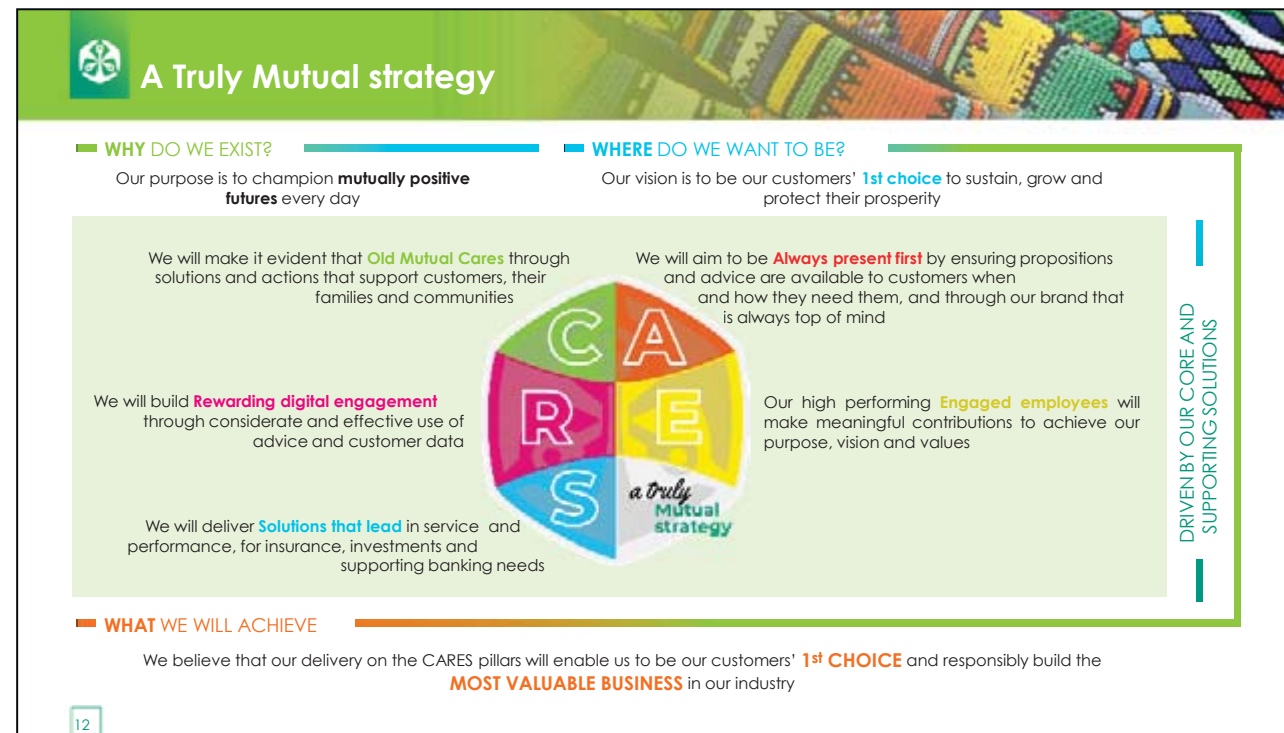 A Truly Mutual strategy
WHY DO WE EXIST?
Our purpose is to champion mutually positive
futures every day
WHERE DO WE WANT TO BE?
Our vision is to be our customers’ 1st choice to sustain, grow and
protect their prosperity
We will make it evident that Old Mutual Cares through
solutions and actions that support customers, their
families and communities
We will aim to be Always present first by ensuring propositions
and advice are available to customers when
and how they need them, and through our brand that
is always top of mind
We will build Rewarding digital engagement
through considerate and effective use of
advice and customer data
Our high performing Engaged employees will
make meaningful contributions to achieve our
purpose, vision and values
We will deliver Solutions that lead in service and
performance, for insurance, investments and
supporting banking needs
C A
R E
S
a truly
Mutual
strategy
DRIVEN BY OUR CORE AND
SUPPORTING SOLUTIONS
WHAT WE WILL ACHIEVE
We believe that our delivery on the CARES pillars will enable us to be our customers’ 1st CHOICE and responsibly build the
MOST VALUABLE BUSINESS in our industry
12